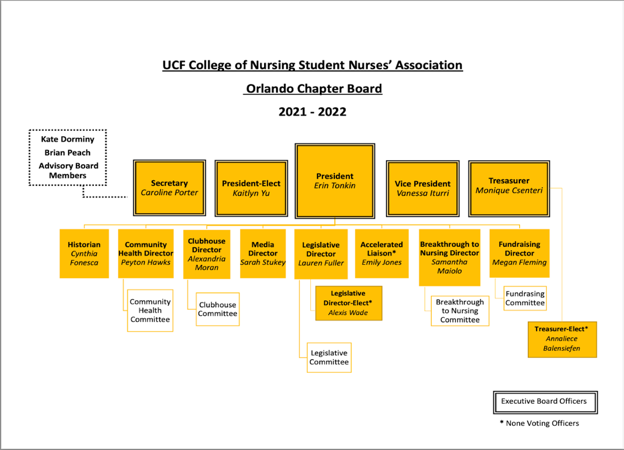 UCF College of Nursing Student Nurses' Association
Orlando Chapter Board
2021 - 2022
Kate Dorminy
Brian Peach
Advisory Board
Members
Secretary
Caroline Porter
President-Elect
Kaitlyn Yu
President
Erin Tonkin
Vice President
Vanessa Iturri
Tresasurer
Monique Csenteri
Historian
Cynthia
Fonesca
Community
Health Director
Peyton Hawks
Clubhouse
Director
Alexandria
Moran
Media
Director
Sarah Stukey
Legislative
Director
Lauren Fuller
Accelerated
Liaison*
Emily Jones
Breakthrough to
Nursing Director
Samantha
Maiolo
Fundraising
Director
Megan Fleming
Community
Health
Committee
Clubhouse
Committee
Legislative
Director-Elect*
Alexis Wade
Legislative
Committee
Breakthrough
to Nursing
Committee
Fundrasing
Committee
Treasurer-Elect*
Annaliece
Balensiefen
Executive Board Officers
* None Voting Officers